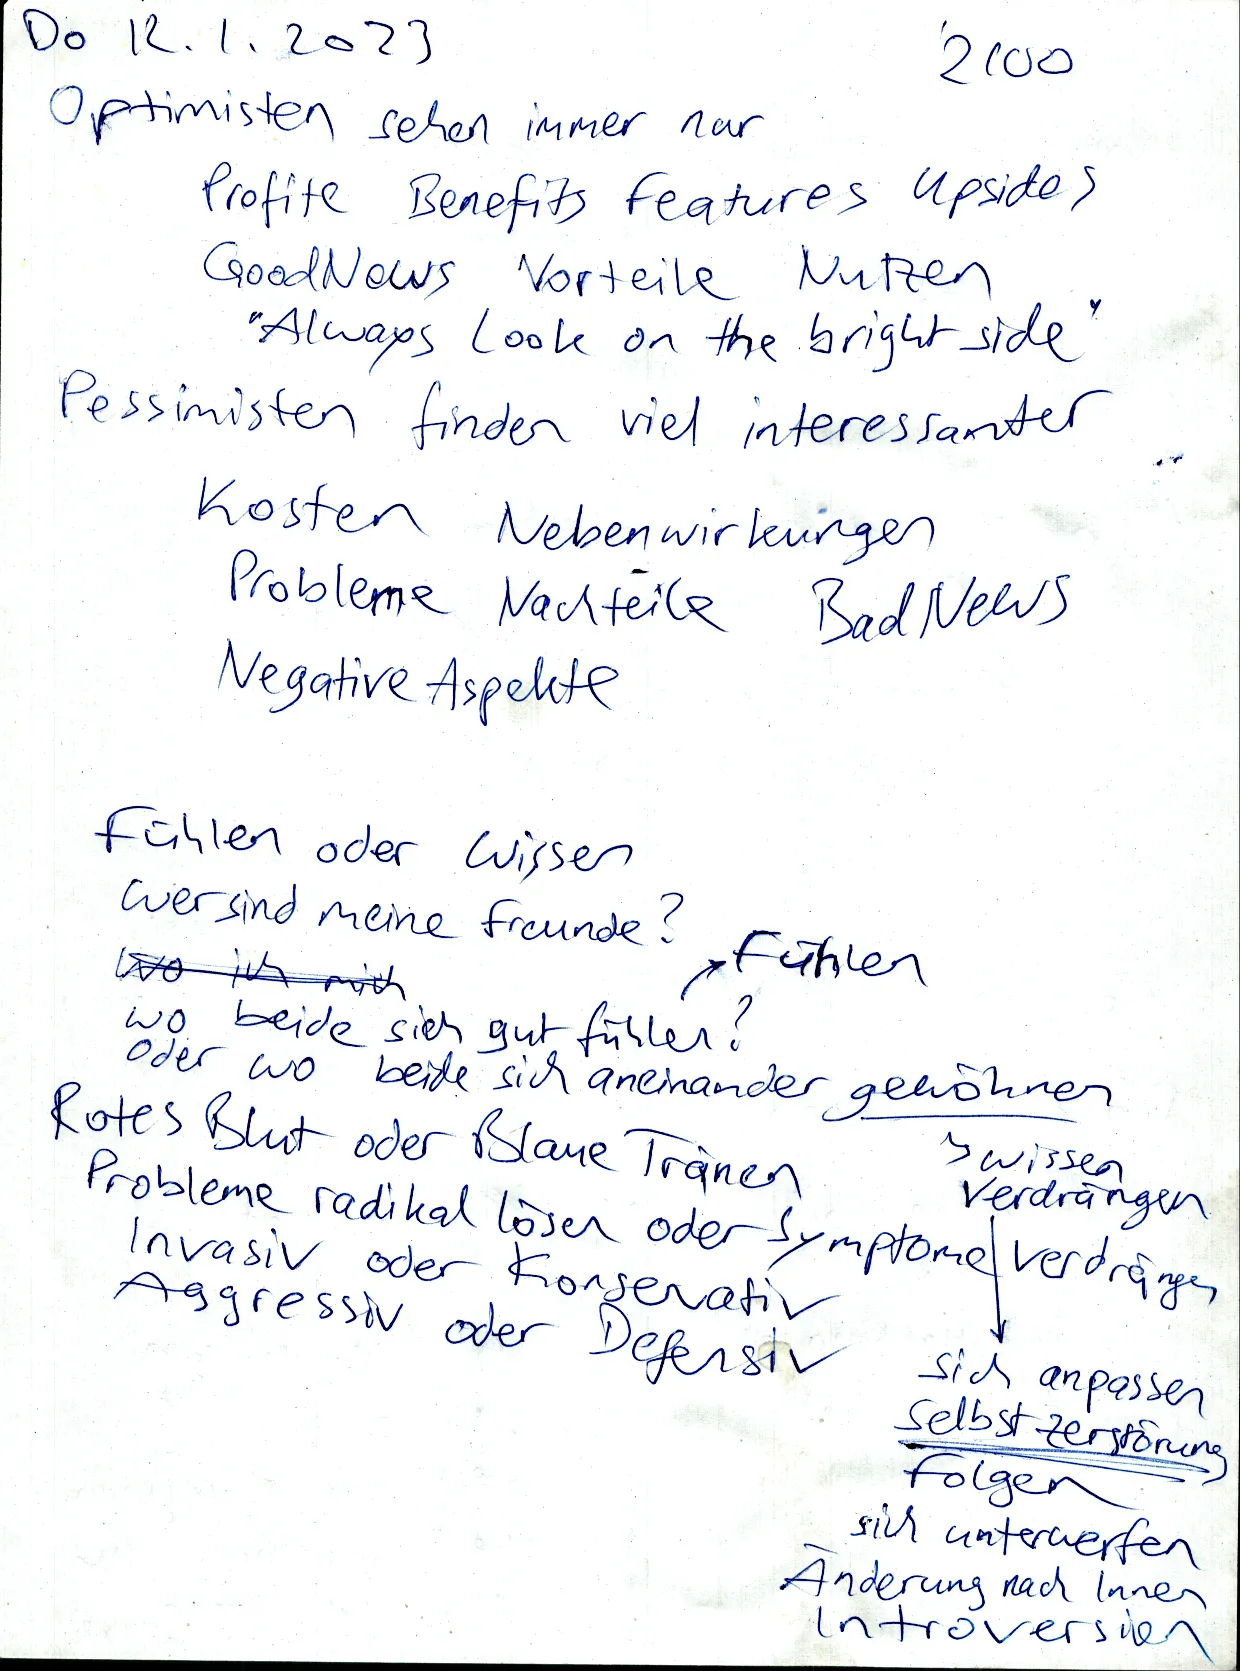 Do 12.1.2023 2100
Optimisten sehen immer nur
Profite Benefits Features Upsides
GoodNews Vorteile Nutzen
"Always Look on the bright side"
Pessimisten finden viel interessanter
Kosten Nebenwirkungen
Probleme Nachteile BadNews
Negative Aspekte
Fühlen oder Wissen
Wer sind meine Freunde?
Wo ich mich
→ Fühlen
wo beide sich gut fühlen?
Oder wo beide sich aneinander gewöhnen
→ wissen
verdrängen
Rotes Blut oder Blaue Tränen
Probleme radikal lösen oder Symptome verdrängen
Invasiv oder Konservativ
Aggressiv oder Defensiv
sich anpassen
Selbstzerstörung
Folgen
sich unterwerfen
Änderung nach Innen
Introversion